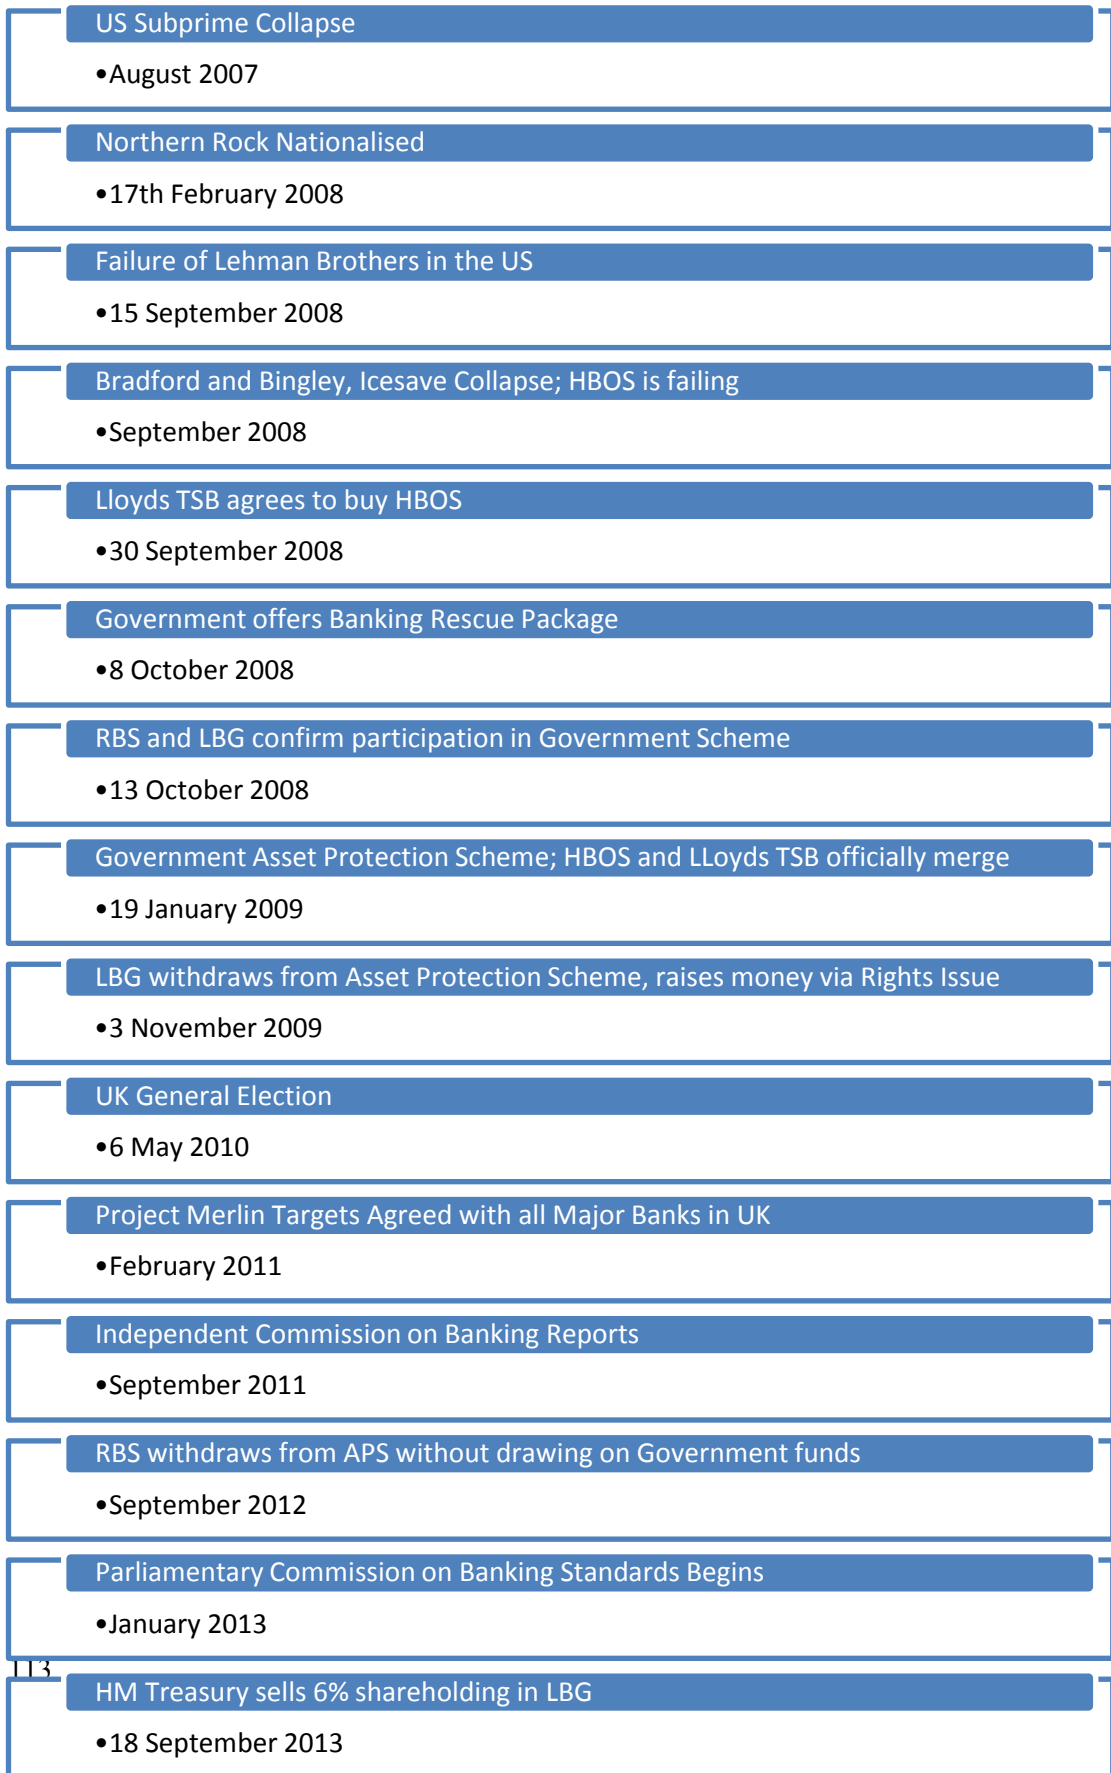 US Subprime Collapse
•August 2007
Northern Rock Nationalised
•17th February 2008
Failure of Lehman Brothers in the US
•15 September 2008
Bradford and Bingley, Icesave Collapse; HBOS is failing
•September 2008
Lloyds TSB agrees to buy HBOS
•30 September 2008
Government offers Banking Rescue Package
•8 October 2008
RBS and LBG confirm participation in Government Scheme
•13 October 2008
Government Asset Protection Scheme; HBOS and LLoyds TSB officially merge
•19 January 2009
LBG withdraws from Asset Protection Scheme, raises money via Rights Issue
•3 November 2009
UK General Election
•6 May 2010
Project Merlin Targets Agreed with all Major Banks in UK
•February 2011
Independent Commission on Banking Reports
•September 2011
RBS withdraws from APS without drawing on Government funds
•September 2012
Parliamentary Commission on Banking Standards Begins
•January 2013
113
HM Treasury sells 6% shareholding in LBG
•18 September 2013